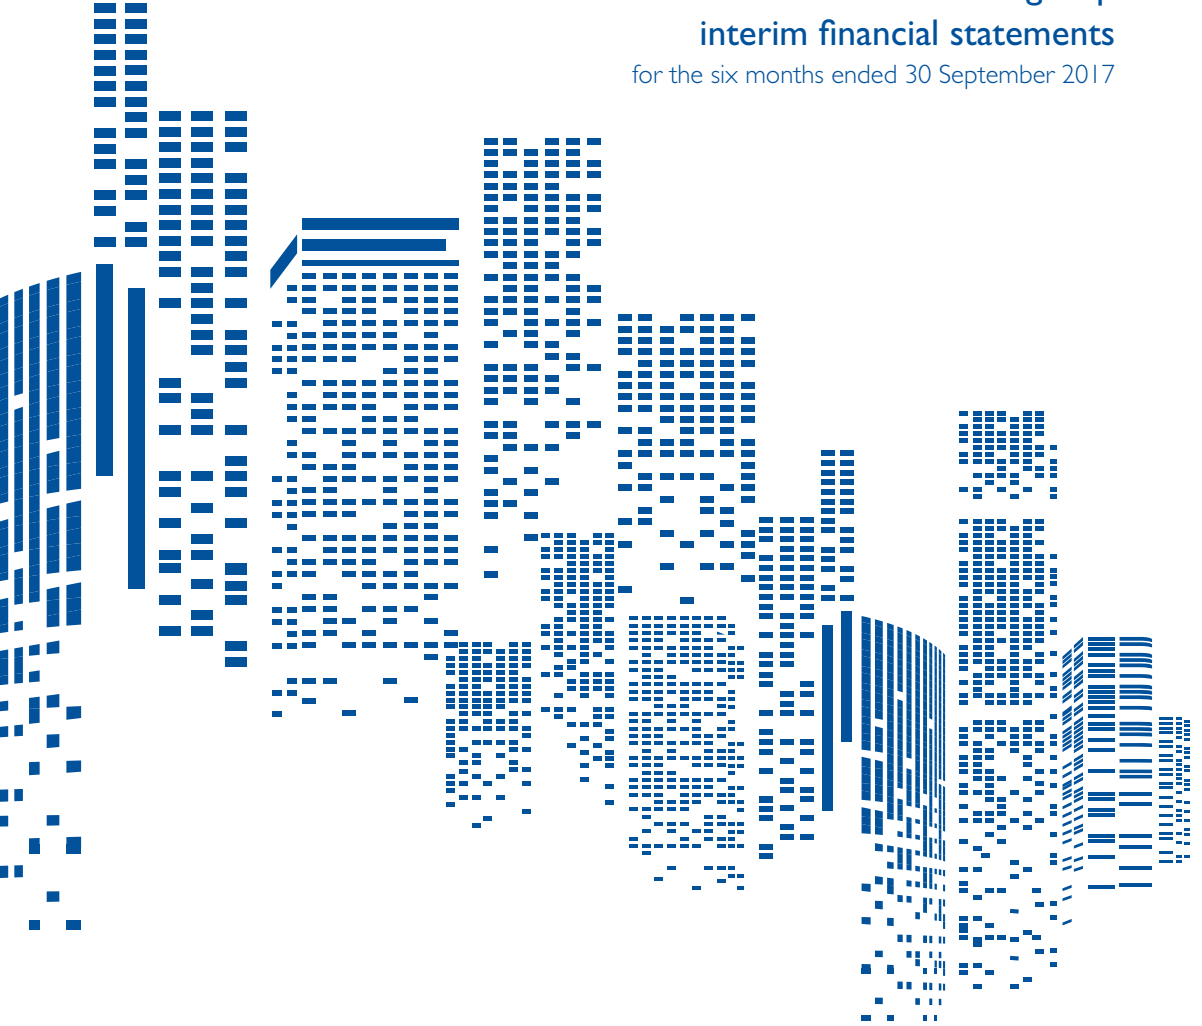 interim financial statements
for the six months ended 30 September 2017